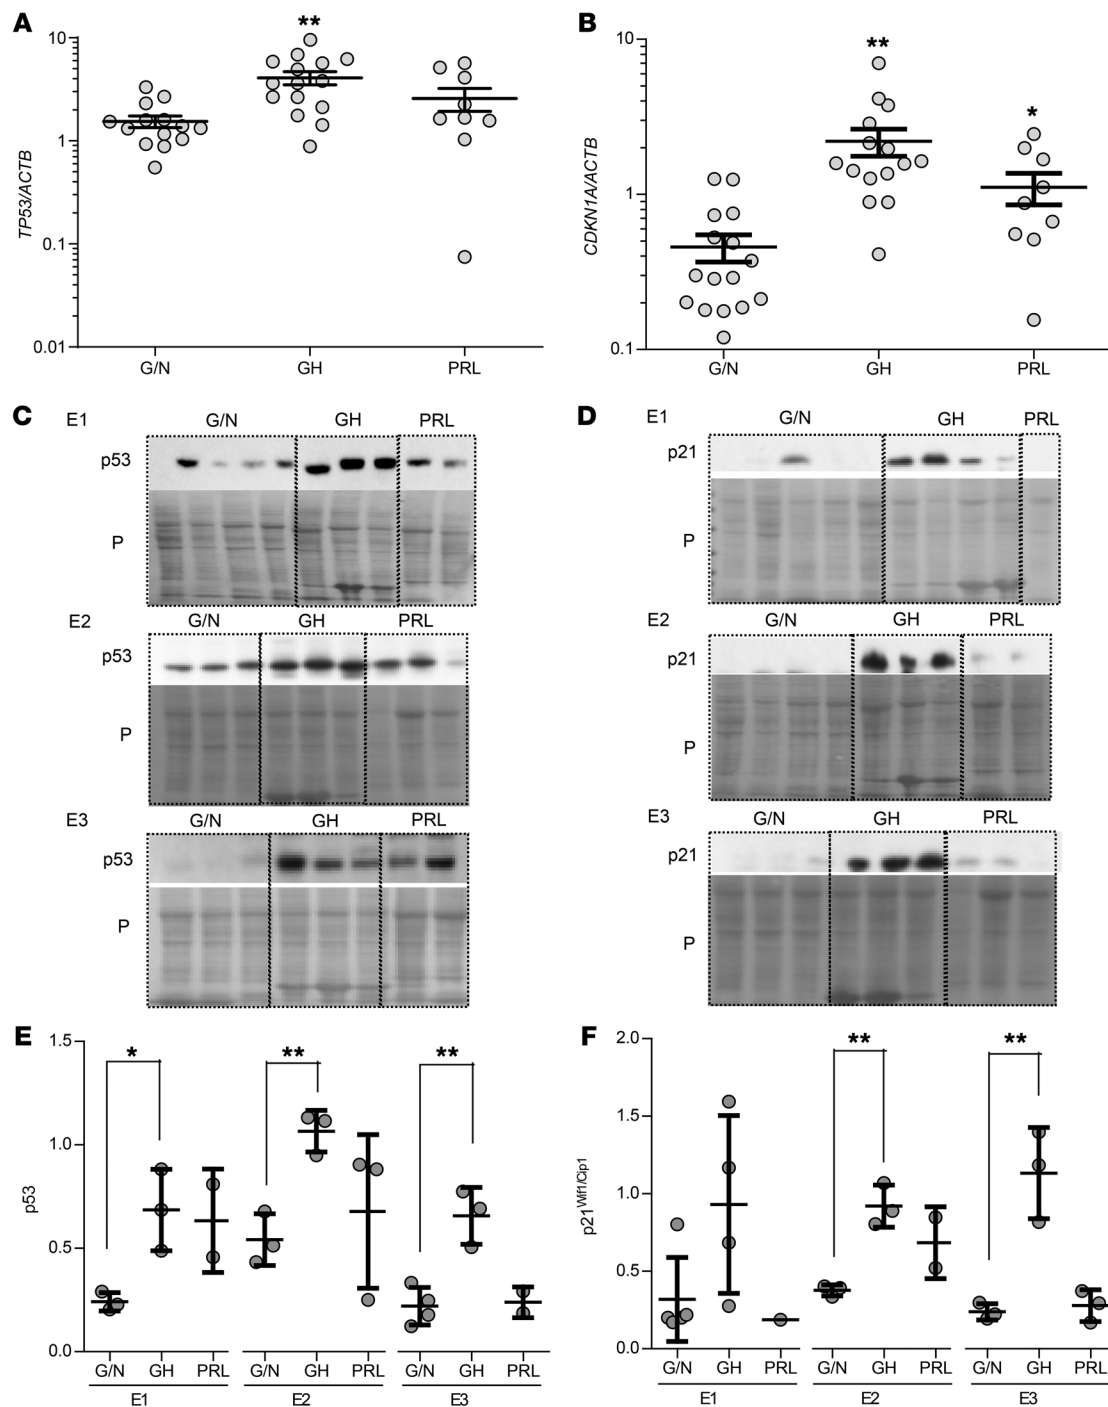 A
**
10
1
0.1
0.01
TP53/ACTB
G/N GH PRL
B
**
*
10
1
0.1
CDKN1A/ACTB
G/N GH PRL
C
E1 G/N GH PRL
p53
P
E2 G/N GH PRL
p53
P
E3 G/N GH PRL
p53
P
D
E1 G/N GH PRL
p21
P
E2 G/N GH PRL
p21
P
E3 G/N GH PRL
p21
P
E
* ** **
1.5
1.0
0.5
0.0
p53
G/N GH PRL G/N GH PRL G/N GH PRL
E1 E2 E3
F
** **
2.0
1.5
1.0
0.5
0.0
p21Wif1/Cip1
G/N GH PRL G/N GH PRL G/N GH PRL
E1 E2 E3